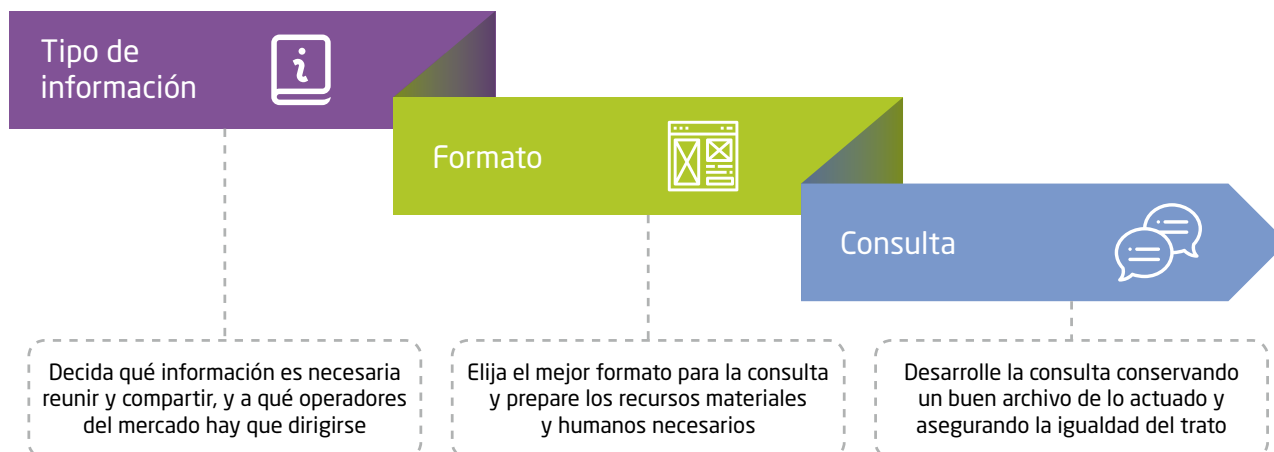 Tipo de
información
Formato
Consulta
Decida qué información es necesaria
reunir y compartir, y a qué operadores
del mercado hay que dirigirse
Elija el mejor formato para la consulta
y prepare los recursos materiales
y humanos necesarios
Desarrolle la consulta conservando
un buen archivo de lo actuado y
asegurando la igualdad del trato